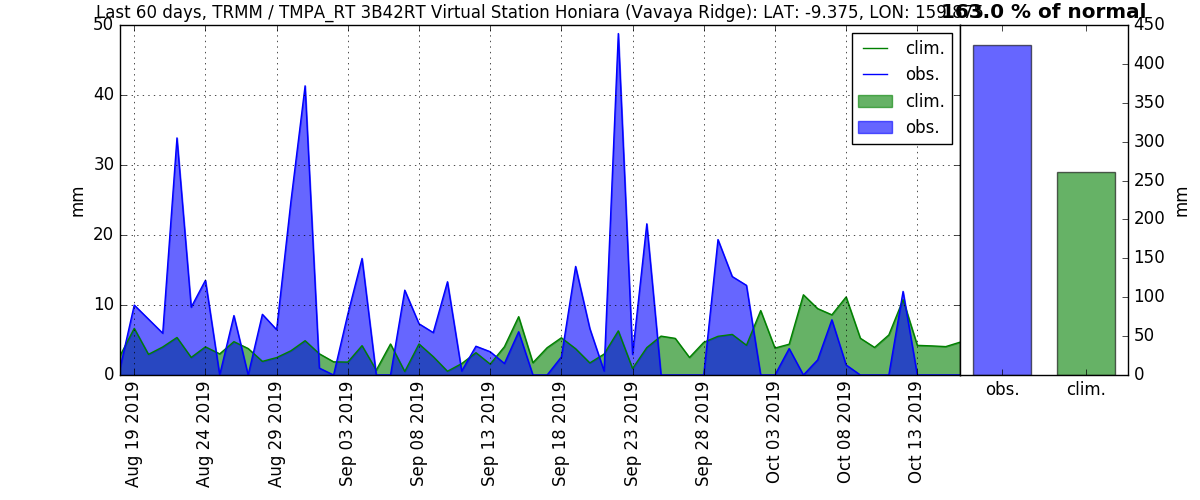 Last 60 days, TRMM / TMPA_RT 3B42RT Virtual Station Honiara (Vavaya Ridge): LAT: -9.375, LON:
163.0 % of normal
50
40
30
20
10
0
mm
clim.
obs.
clim.
obs.
Aug 19 2019
Aug 24 2019
Aug 29 2019
Sep 03 2019
Sep 08 2019
Sep 13 2019
Sep 18 2019
Sep 23 2019
Sep 28 2019
Oct 03 2019
Oct 08 2019
Oct 13 2019
450
400
350
300
250
200
150
100
50
0
mm
obs.
clim.